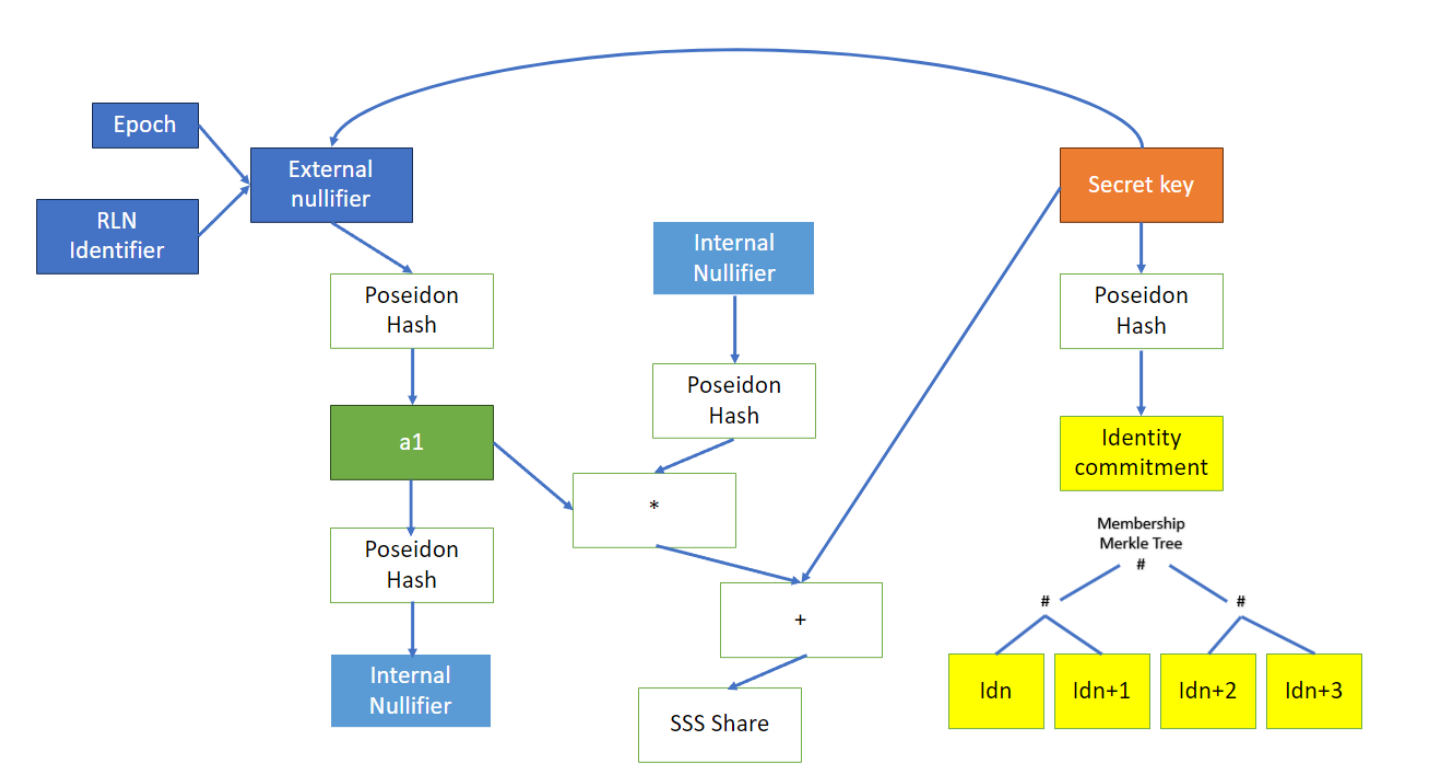 Epoch
External
nullifier
Secret key
RLN
Identifier
Internal
Nullifier
Poseidon
Hash
Poseidon
Hash
Poseidon
Hash
a1
Identity
commitment
*
Membership
Merkle Tree
#
Poseidon
Hash
# #
+
Internal
Nullifier
Idn Idn+1 Idn+2 Idn+3
SSS Share